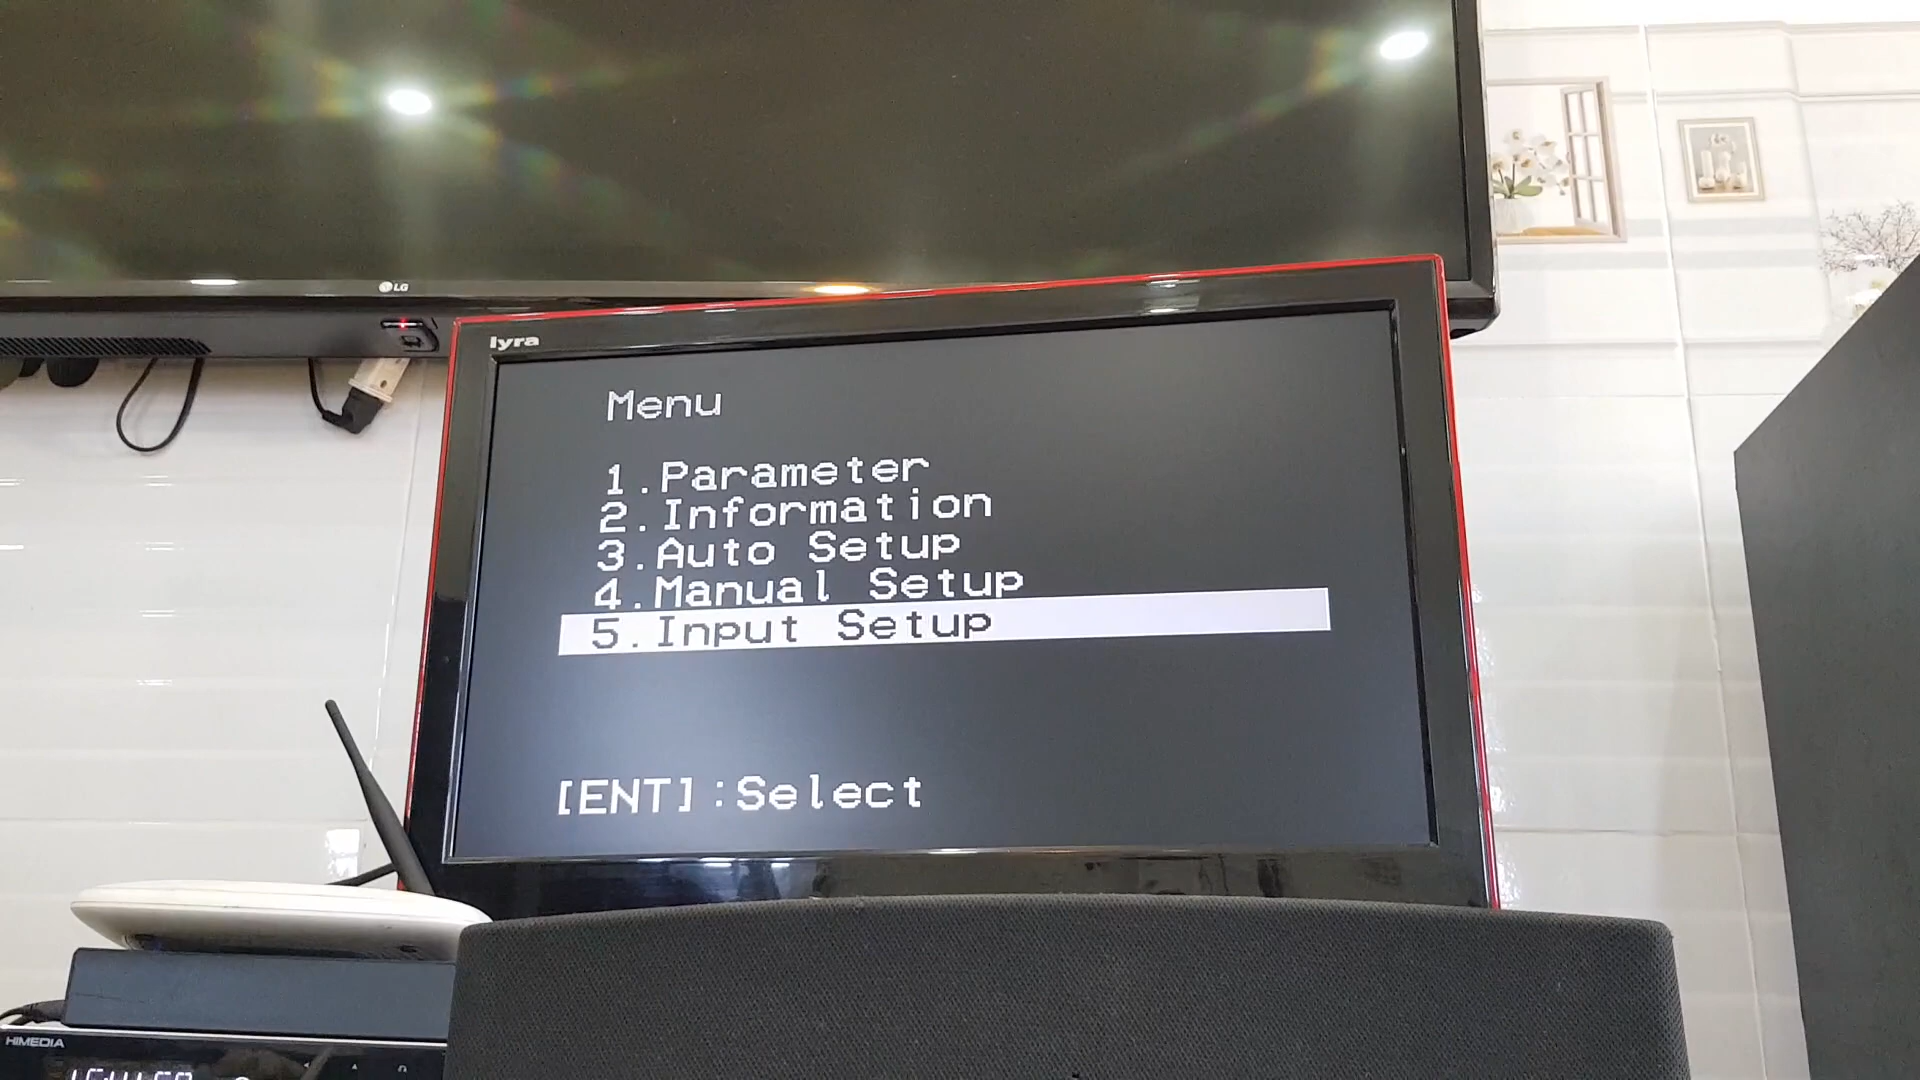 LG
lyra
Menu
1.Parameter
2.Information
3.Auto Setup
4.Manual Setup
5.Input Setup
[ENT]:Select
HIMEDIA